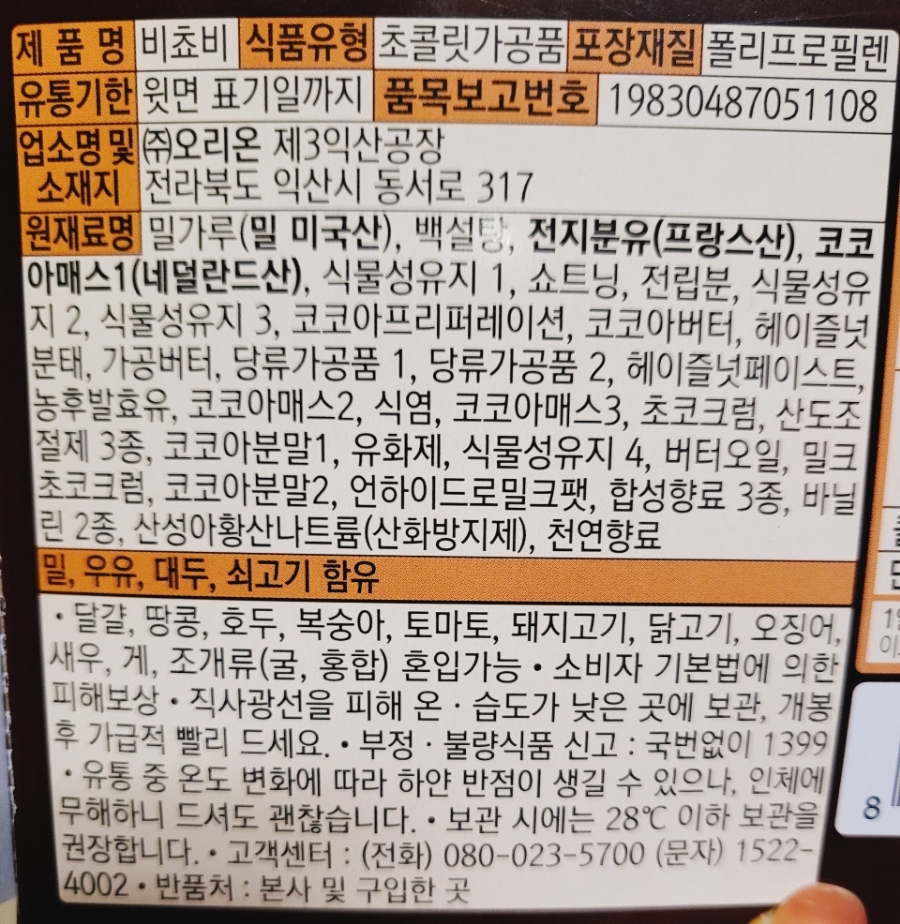 제 품 명 비쵸비 식품유형 초콜릿가공품 포장재질 폴리프로필렌
유통기한 윗면 표기일까지 품목보고번호 19830487051108
업소명 및 ㈜오리온 제3익산공장
소재지 전라북도 익산시 동서로 317
원재료명 밀가루(밀 미국산), 백설탕, 전지분유(프랑스산), 코코
아매스1(네덜란드산), 식물성유지 1, 쇼트닝, 전립분, 식물성유
지 2, 식물성유지 3, 코코아프리퍼레이션, 코코아버터, 헤이즐넛
분태, 가공버터, 당류가공품 1, 당류가공품 2, 헤이즐넛페이스트,
농후발효유, 코코아매스2, 식염, 코코아매스3, 초코크럼, 산도조
절제 3종, 코코아분말1, 유화제, 식물성유지 4, 버터오일, 밀크
초코크럼, 코코아분말2, 언하이드로밀크팻, 합성향료 3종, 바닐
린 2종, 산성아황산나트륨(산화방지제), 천연향료
밀, 우유, 대두, 쇠고기 함유
• 달걀, 땅콩, 호두, 복숭아, 토마토, 돼지고기, 닭고기, 오징어,
새우, 게, 조개류(굴, 홍합) 혼입가능 • 소비자 기본법에 의한
피해보상 • 직사광선을 피해 온 · 습도가 낮은 곳에 보관, 개봉
후 가급적 빨리 드세요. • 부정 · 불량식품 신고 : 국번없이 1399
• 유통 중 온도 변화에 따라 하얀 반점이 생길 수 있으나, 인체에
무해하니 드셔도 괜찮습니다. • 보관 시에는 28℃ 이하 보관을
권장합니다. • 고객센터 : (전화) 080-023-5700 (문자) 1522-
4002 • 반품처 : 본사 및 구입한 곳
8